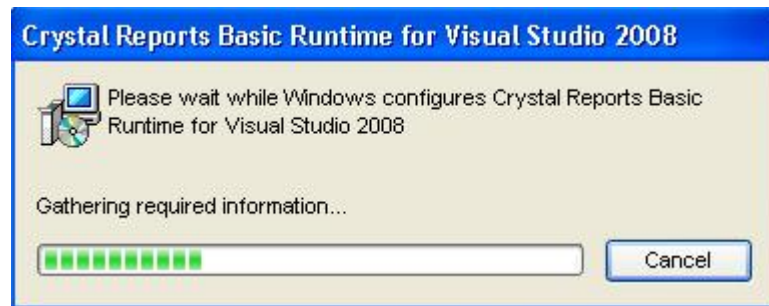 Crystal Reports Basic Runtime for Visual Studio 2008
Please wait while Windows configures Crystal Reports Basic
Runtime for Visual Studio 2008
Gathering required information...
Cancel